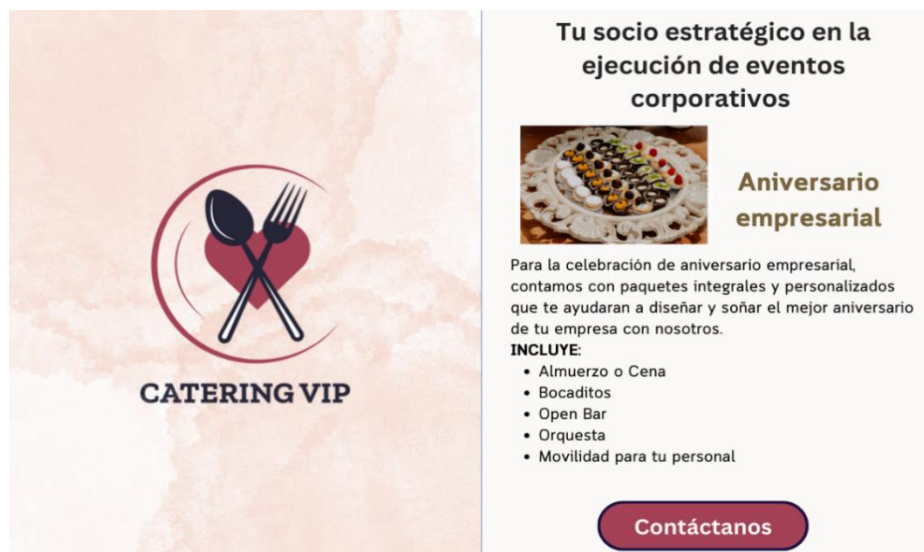 CATERING VIP
Tu socio estratégico en la
ejecución de eventos
corporativos
Aniversario
empresarial
Para la celebración de aniversario empresarial,
contamos con paquetes integrales y personalizados
que te ayudaran a diseñar y soñar el mejor aniversario
de tu empresa con nosotros.
INCLUYE:
• Almuerzo o Cena
• Bocaditos
• Open Bar
• Orquesta
• Movilidad para tu personal
Contáctanos